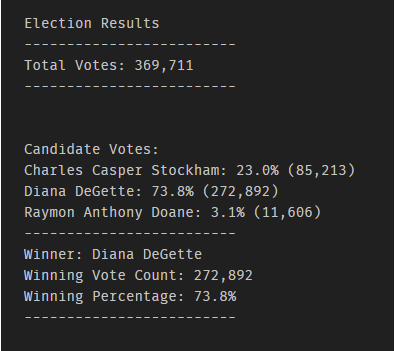 Election Results
-------------------------
Total Votes: 369,711
-------------------------
Candidate Votes:
Charles Casper Stockham: 23.0% (85,213)
Diana DeGette: 73.8% (272,892)
Raymon Anthony Doane: 3.1% (11,606)
-------------------------
Winner: Diana DeGette
Winning Vote Count: 272,892
Winning Percentage: 73.8%
-------------------------